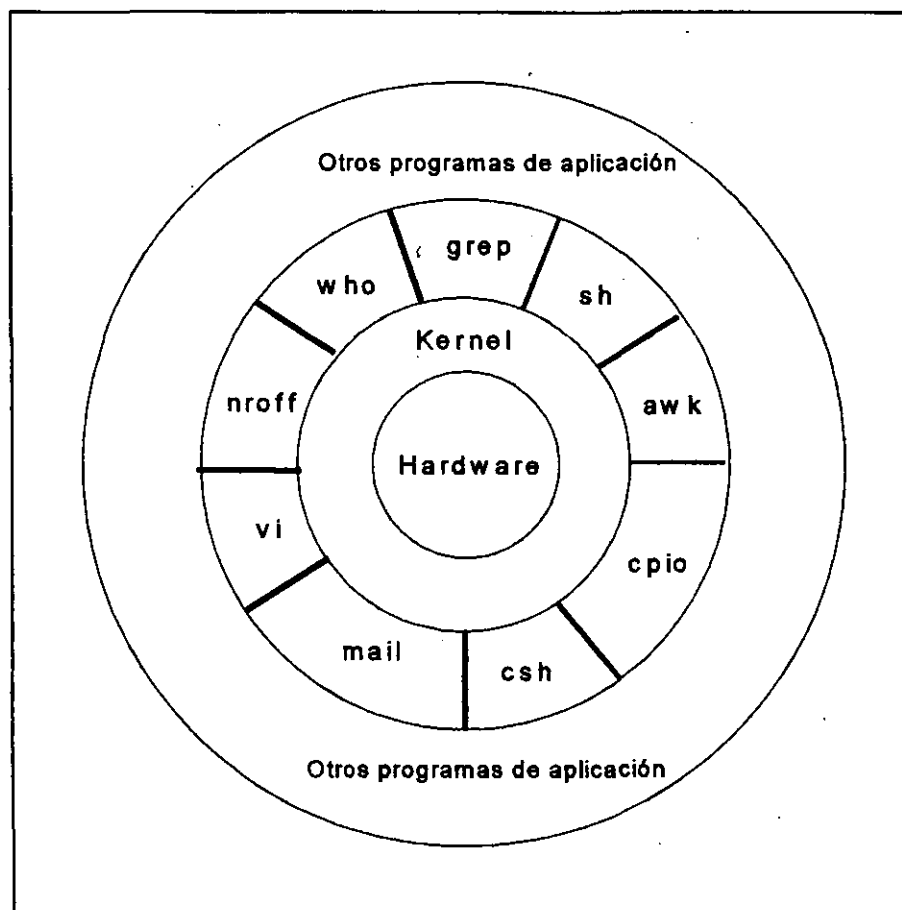 Otros programas de aplicación
grep
who
sh
Kernel
nroff
awk
Hardware
vi
cpio
mail
csh
Otros programas de aplicación